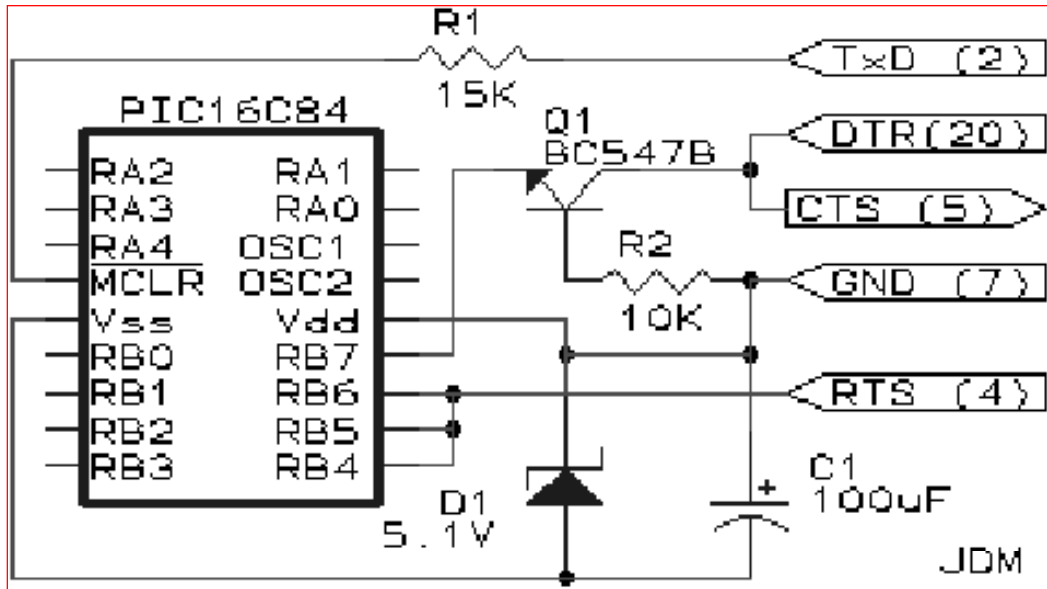 R1
15K
TxD (2)
PIC16C84
Q1
BC547B
DTR(20)
CTS (5)
RA2 RA1
RA3 RA0
RA4 OSC1
MCLR OSC2
Vss Vdd
RB0 RB7
RB1 RB6
RB2 RB5
RB3 RB4
R2
10K
GND (7)
RTS (4)
D1
5.1V
C1
+
100uF
JDM